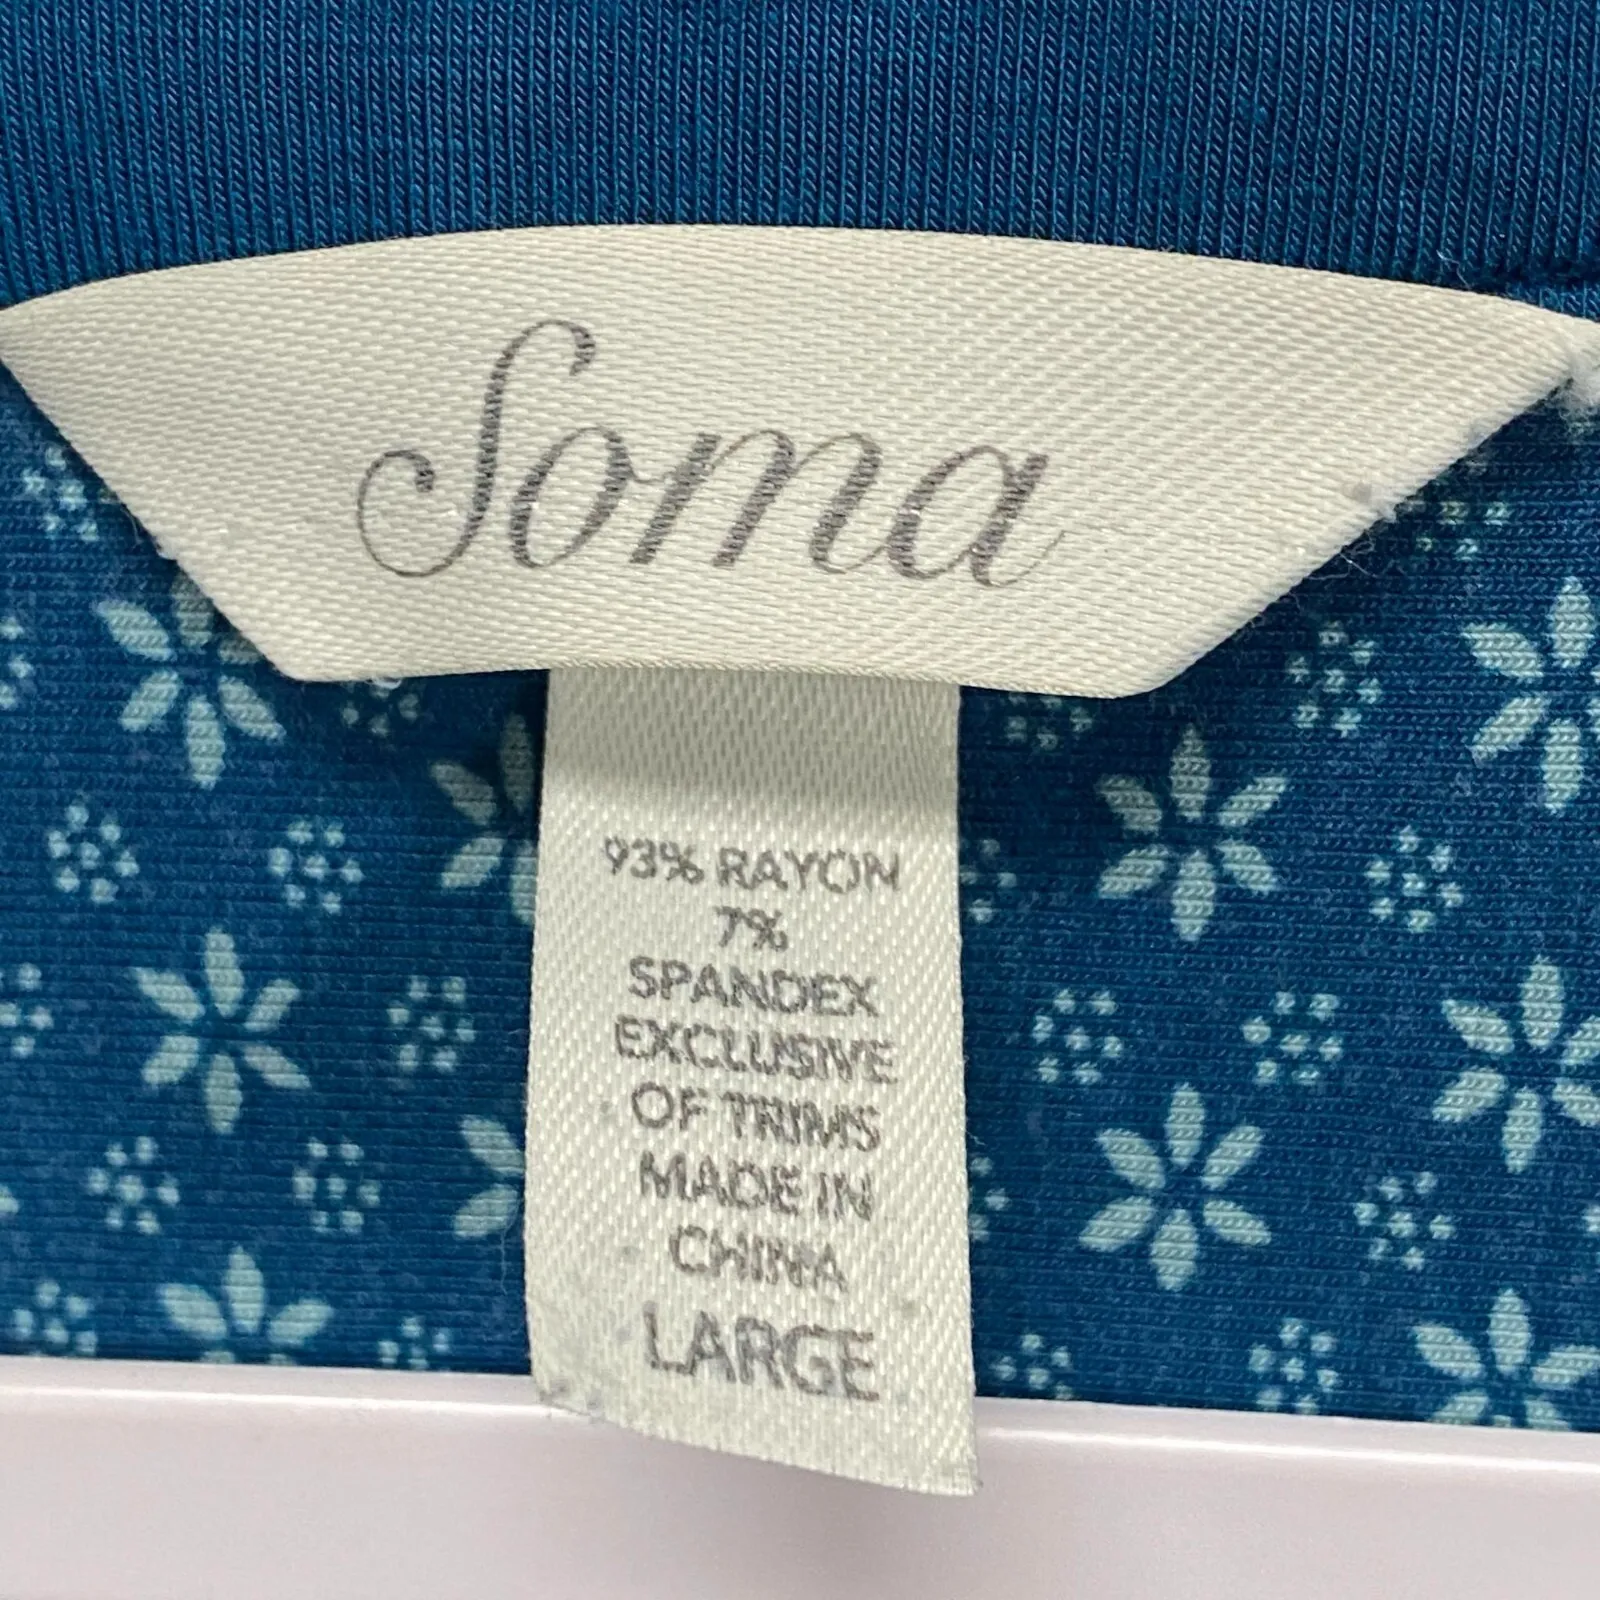 Soma
93% RAYON
7%
SPANDEX
EXCLUSIVE
OF TRIMS
MADE IN
CHINA
LARGE